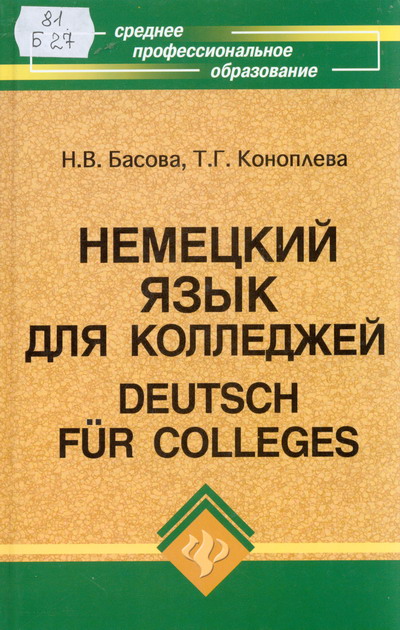 81
Б 27
среднее
профессиональное
образование
Н.В. Басова, Т.Г. Коноплева
НЕМЕЦКИЙ
ЯЗЫК
ДЛЯ КОЛЛЕДЖЕЙ
DEUTSCH
FÜR COLLEGES